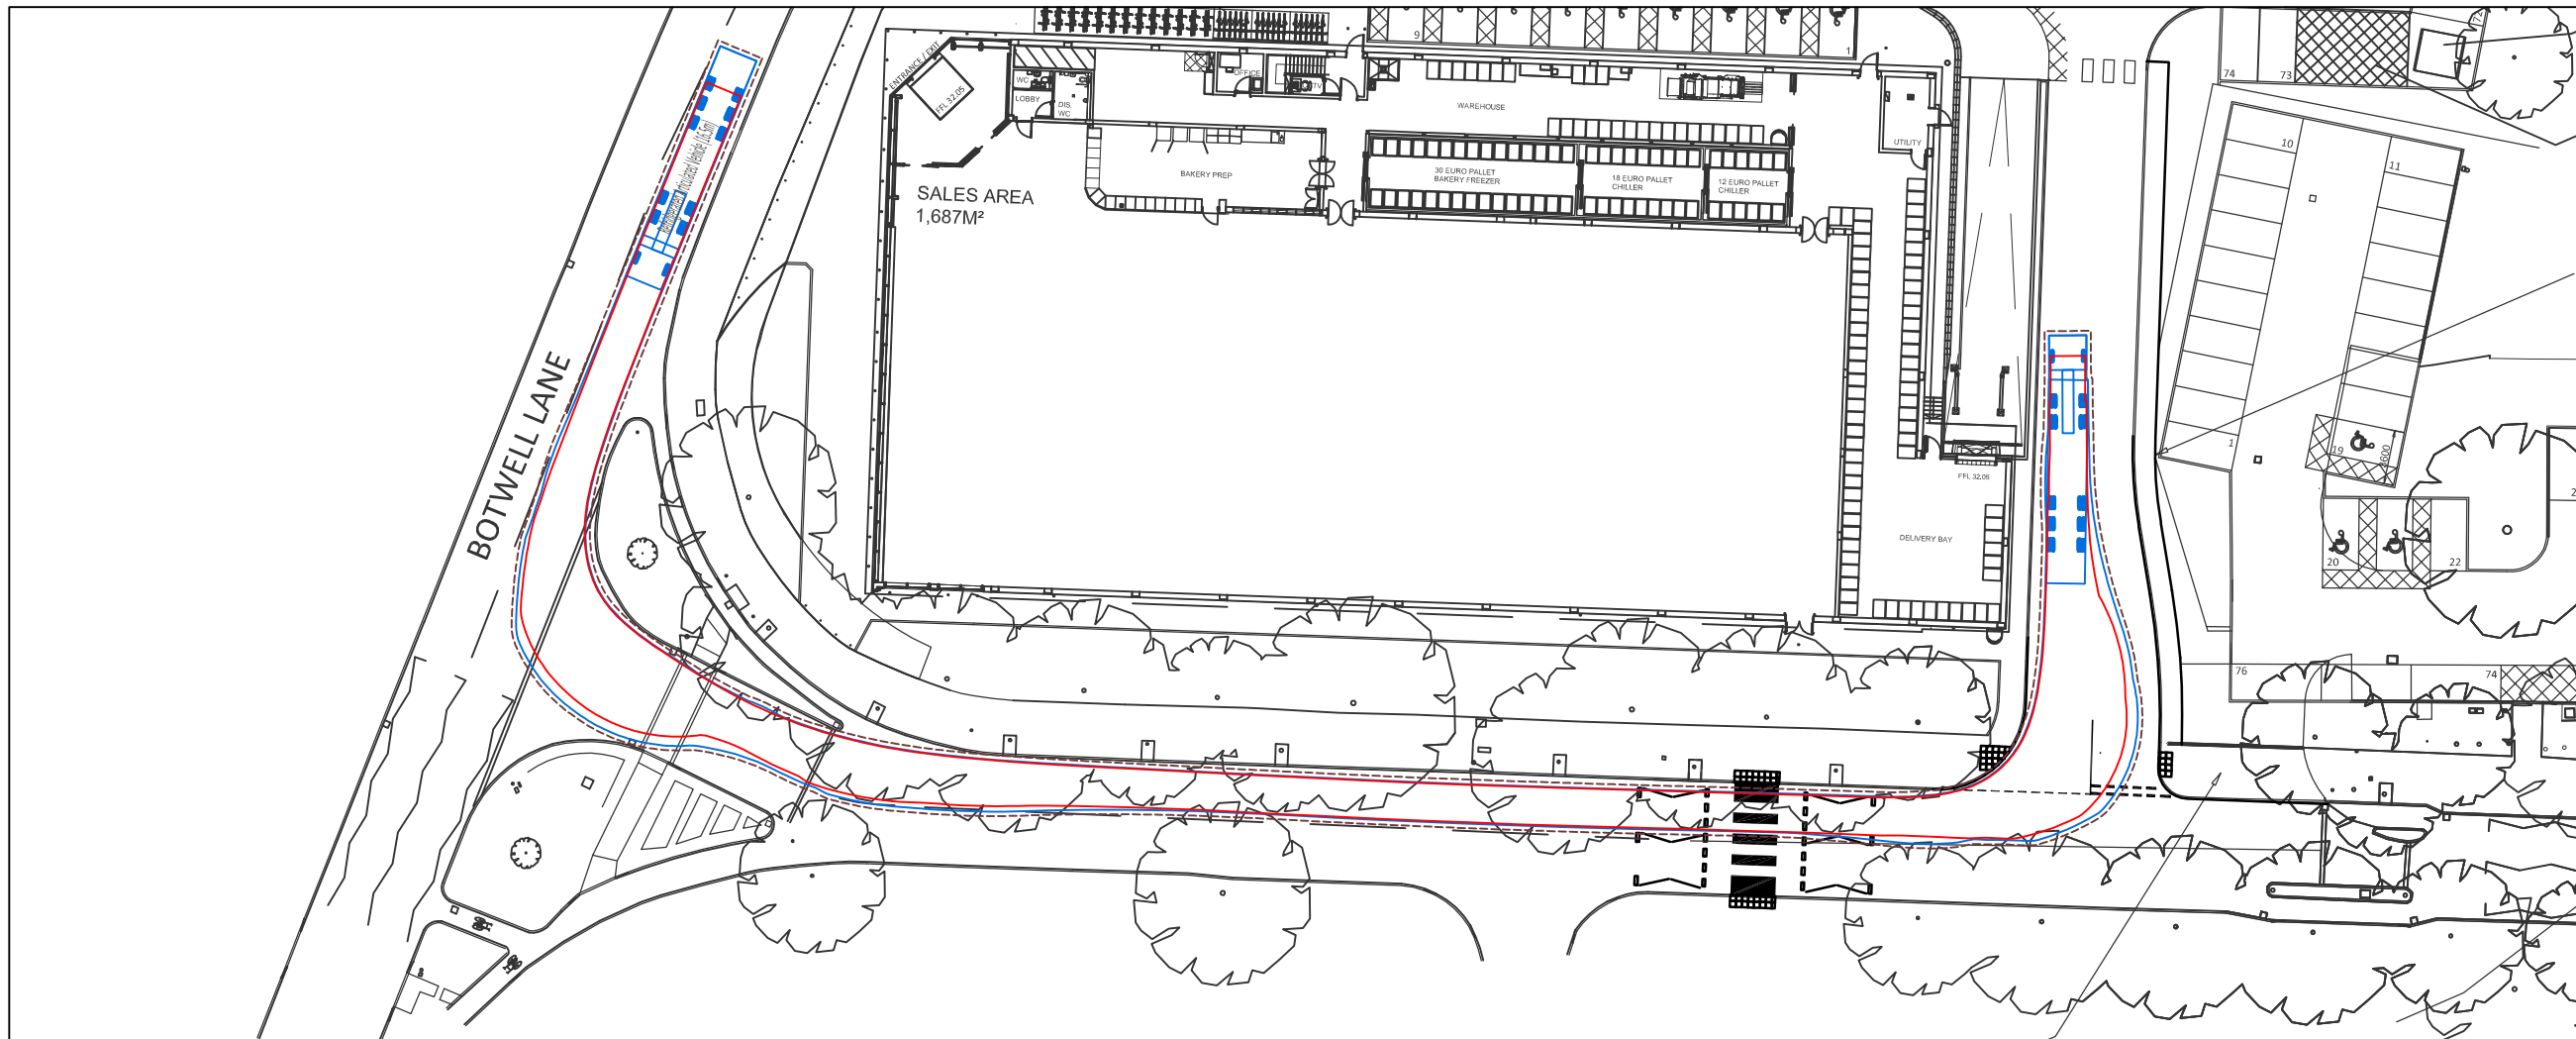 9
1
72
74
73
ENTRANCE / EXIT
FFL 32.05
WC
LOBBY
DIS.
WC
OFFICE
WAREHOUSE
UTILITY
BAKERY PREP
30 EURO PALLET
BAKERY FREEZER
18 EURO PALLET
CHILLER
12 EURO PALLET
CHILLER
SALES AREA
1,687M²
10
11
1
19
20
22
FFL 32.05
DELIVERY BAY
BOTWELL LANE
76
74